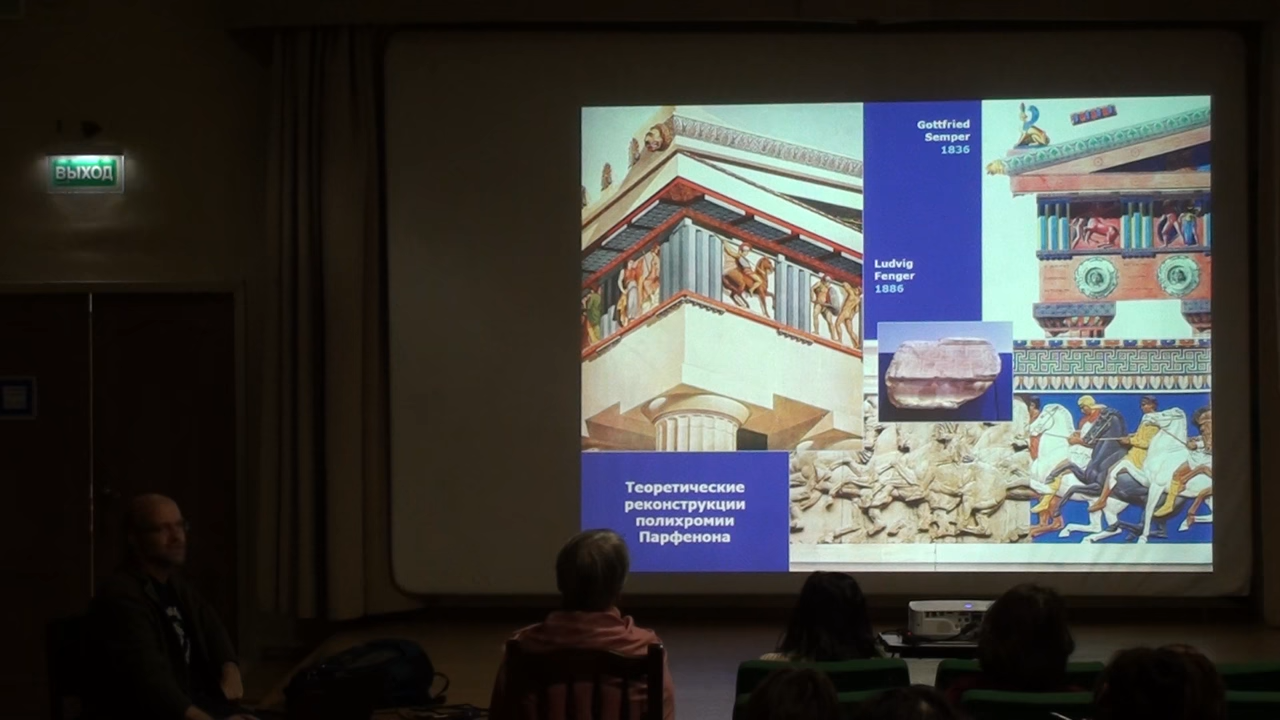 ВЫХОД
Gottfried
Semper
1836
Ludvig
Fenger
1886
Теоретические
реконструкции
полихромии
Парфенона